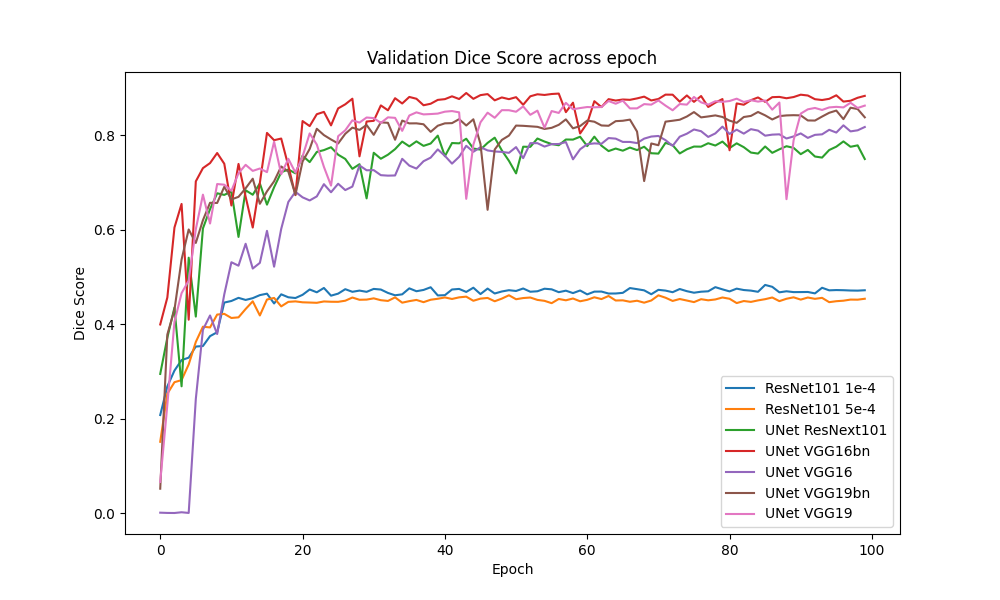 Validation Dice Score across epoch
Dice Score
0.8
0.6
0.4
0.2
0.0
0
20
40
60
80
100
Epoch
ResNet101 1e-4
ResNet101 5e-4
UNet ResNext101
UNet VGG16bn
UNet VGG16
UNet VGG19bn
UNet VGG19